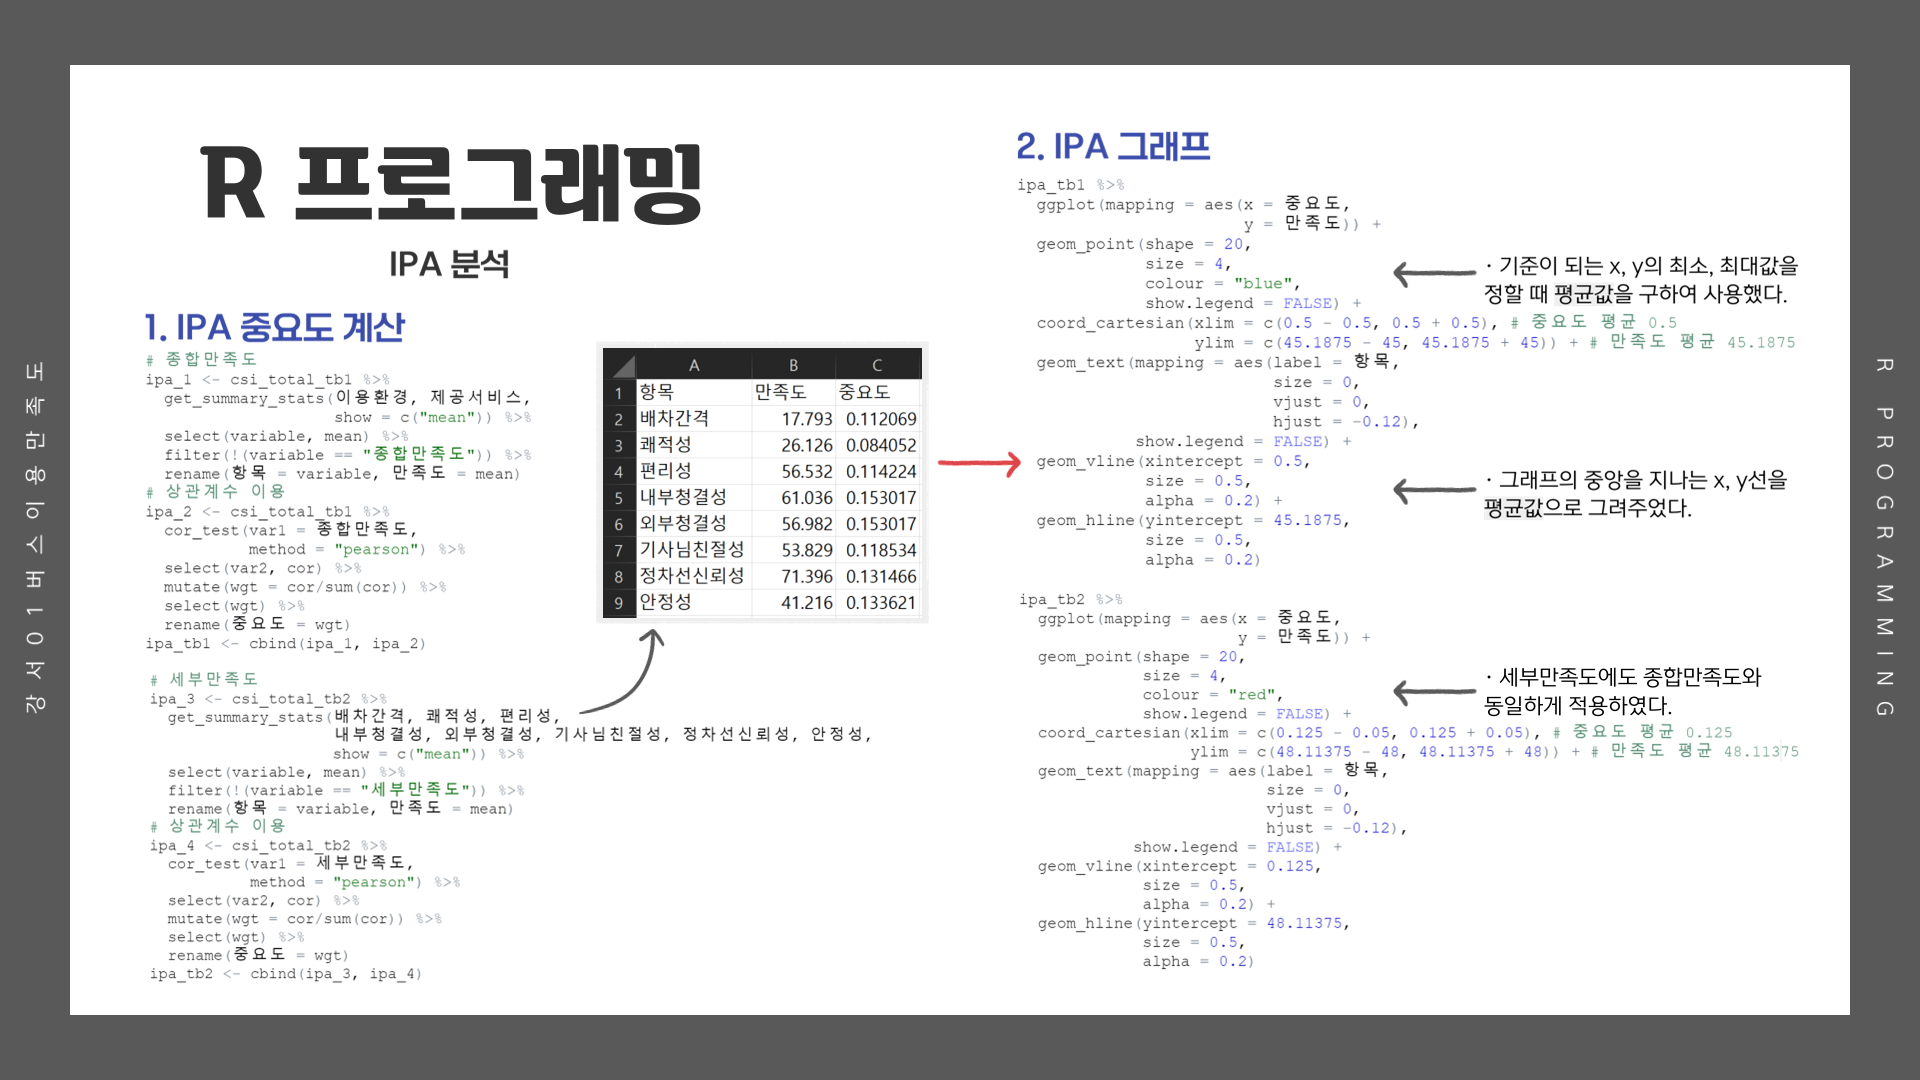 R 프로그래밍
IPA 분석
1. IPA 중요도 계산
# 종합만족도
ipa_1 <- csi_total_tb1 %>%
get_summary_stats(이용환경, 제공서비스,
show = c("mean")) %>%
select(variable, mean) %>%
filter(!(variable == "종합만족도")) %>%
rename(항목 = variable, 만족도 = mean)
# 상관계수 이용
ipa_2 <- csi_total_tb1 %>%
cor_test(var1 = 종합만족도,
method = "pearson") %>%
select(var2, cor) %>%
mutate(wgt = cor/sum(cor)) %>%
select(wgt) %>%
rename(중요도 = wgt)
ipa_tb1 <- cbind(ipa_1, ipa_2)
# 세부만족도
ipa_3 <- csi_total_tb2 %>%
get_summary_stats(배차간격, 쾌적성, 편리성,
내부청결성, 외부청결성, 기사님친절성, 정차선신뢰성, 안정성,
show = c("mean")) %>%
select(variable, mean) %>%
filter(!(variable == "세부만족도")) %>%
rename(항목 = variable, 만족도 = mean)
# 상관계수 이용
ipa_4 <- csi_total_tb2 %>%
cor_test(var1 = 세부만족도,
method = "pearson") %>%
select(var2, cor) %>%
mutate(wgt = cor/sum(cor)) %>%
select(wgt) %>%
rename(중요도 = wgt)
ipa_tb2 <- cbind(ipa_3, ipa_4)
A B C
1 항목 만족도 중요도
2 배차간격 17.793 0.112069
3 쾌적성 26.126 0.084052
4 편리성 56.532 0.114224
5 내부청결성 61.036 0.153017
6 외부청결성 56.982 0.153017
7 기사님친절성 53.829 0.118534
8 정차선신뢰성 71.396 0.131466
9 안정성 41.216 0.133621
2. IPA 그래프
ipa_tb1 %>%
ggplot(mapping = aes(x = 중요도,
y = 만족도)) +
geom_point(shape = 20,
size = 4,
colour = "blue",
show.legend = FALSE) +
coord_cartesian(xlim = c(0.5 - 0.5, 0.5 + 0.5), # 중요도 평균 0.5
ylim = c(45.1875 - 45, 45.1875 + 45)) + # 만족도 평균 45.1875
geom_text(mapping = aes(label = 항목,
size = 0,
vjust = 0,
hjust = -0.12),
show.legend = FALSE) +
geom_vline(xintercept = 0.5,
size = 0.5,
alpha = 0.2) +
geom_hline(yintercept = 45.1875,
size = 0.5,
alpha = 0.2)
ipa_tb2 %>%
ggplot(mapping = aes(x = 중요도,
y = 만족도)) +
geom_point(shape = 20,
size = 4,
colour = "red",
show.legend = FALSE) +
coord_cartesian(xlim = c(0.125 - 0.05, 0.125 + 0.05), # 중요도 평균 0.125
ylim = c(48.11375 - 48, 48.11375 + 48)) + # 만족도 평균 48.11375
geom_text(mapping = aes(label = 항목,
size = 0,
vjust = 0,
hjust = -0.12),
show.legend = FALSE) +
geom_vline(xintercept = 0.125,
size = 0.5,
alpha = 0.2) +
geom_hline(yintercept = 48.11375,
size = 0.5,
alpha = 0.2)
· 기준이 되는 x, y의 최소, 최대값을
정할 때 평균값을 구하여 사용했다.
· 그래프의 중앙을 지나는 x, y선을
평균값으로 그려주었다.
· 세부만족도에도 종합만족도와
동일하게 적용하였다.
강서01버스이용만족도
R PROGRAMMING